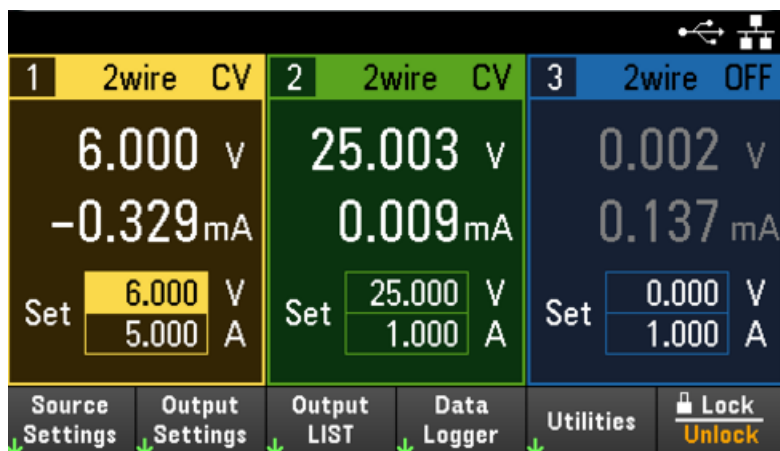 1 2wire CV
6.000 V
-0.329mA
Set 6.000 V
5.000 A
2 2wire CV
25.003 V
0.009mA
Set 25.000 V
1.000 A
3 2wire OFF
0.002 V
0.137 mA
Set 0.000 V
1.000 A
Source
Settings
Output
Settings
Output
LIST
Data
Logger
Utilities
Lock
Unlock